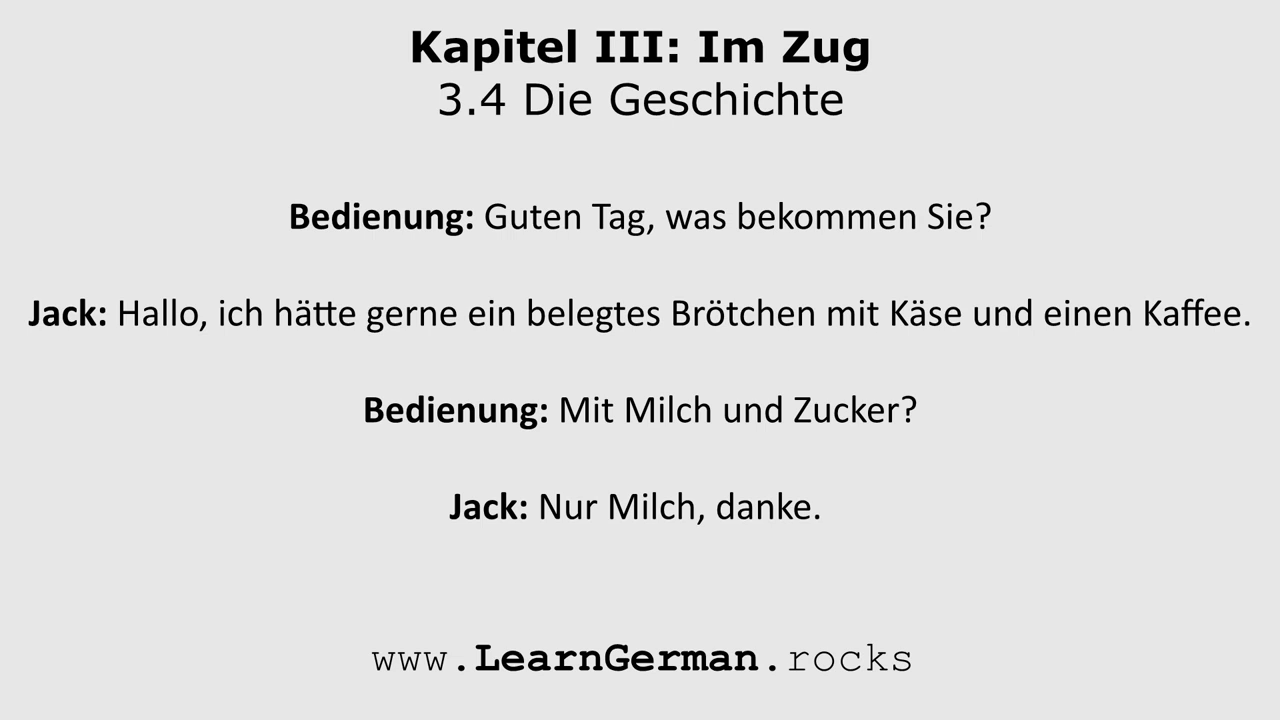 Kapitel III: Im Zug
3.4 Die Geschichte
Bedienung: Guten Tag, was bekommen Sie?
Jack: Hallo, ich hätte gerne ein belegtes Brötchen mit Käse und einen Kaffee.
Bedienung: Mit Milch und Zucker?
Jack: Nur Milch, danke.
www.LearnGerman.rocks